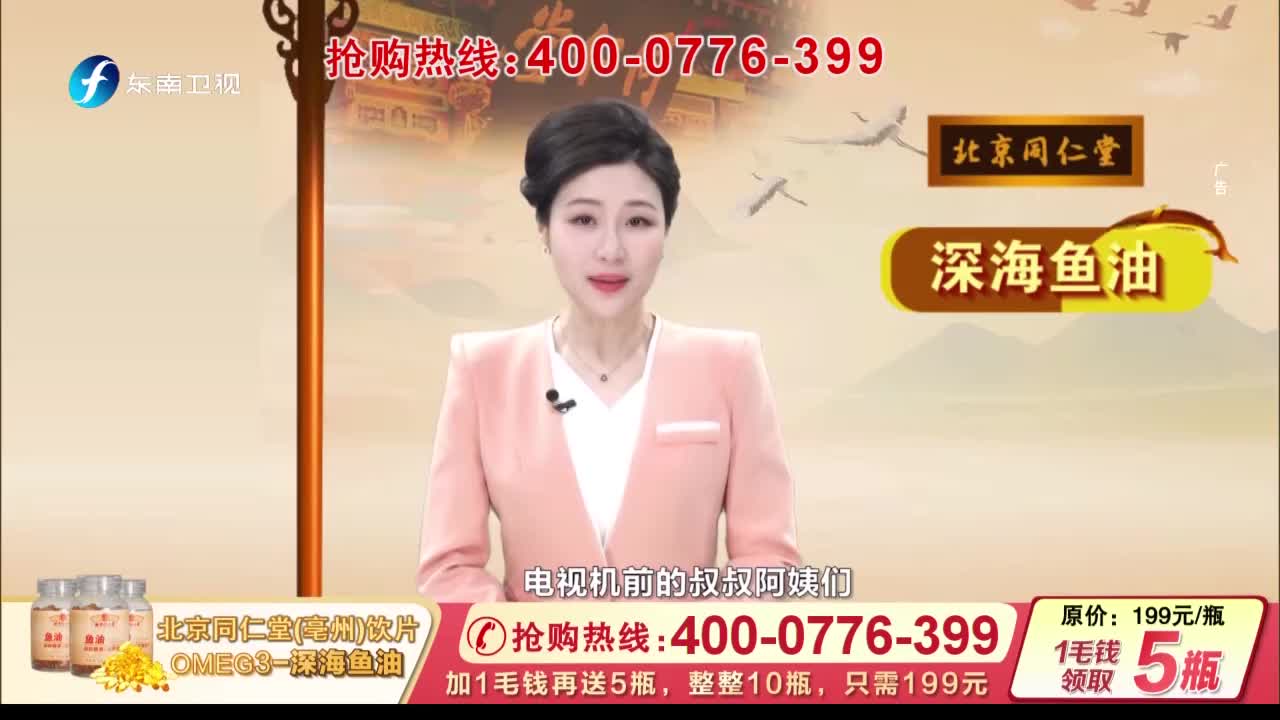 抢购热线:400-0776-399
东南卫视
北京同仁堂
广告
深海鱼油
电视机前的叔叔阿姨们
鱼油
鱼油
北京同仁堂(亳州)饮片
OMEG3-深海鱼油
抢购热线:400-0776-399
加1毛钱再送5瓶，整整10瓶，只需199元
原价：199元/瓶
1毛钱
领取
5瓶